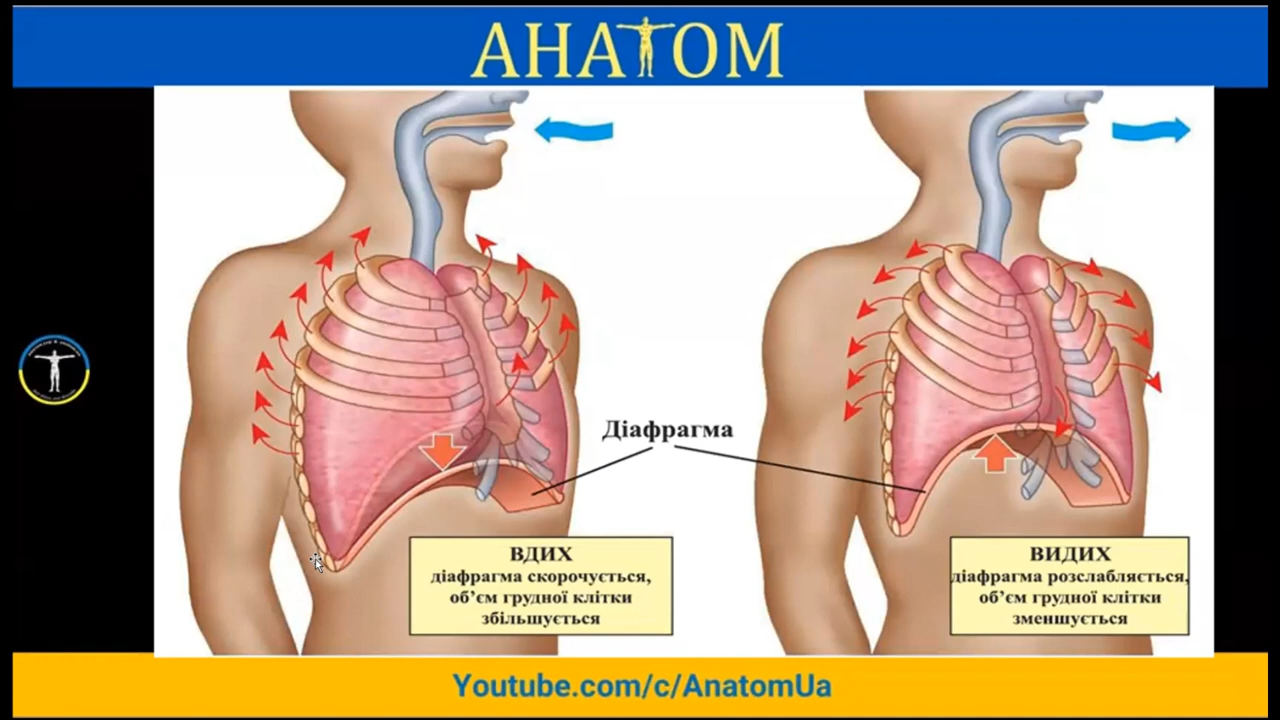 АНАТОМ
Діафрагма
ВДИХ
діафрагма скорочується,
об’єм грудної клітки
збільшується
ВИДИХ
діафрагма розслабляється,
об’єм грудної клітки
зменшується
Youtube.com/c/AnatomUa